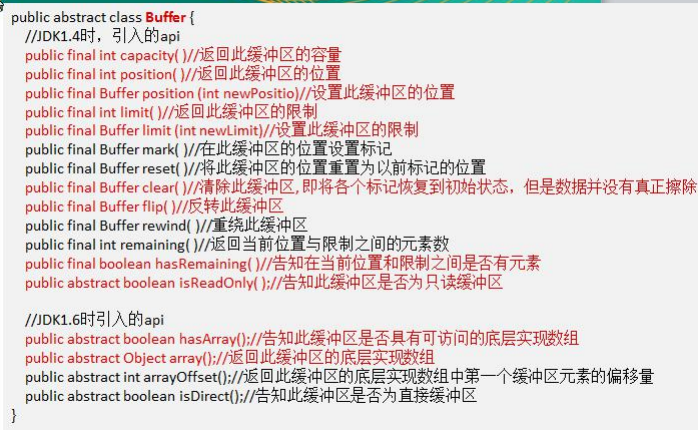 public abstract class Buffer {
//JDK1.4时，引入的api
public final int capacity( )//返回此缓冲区的容量
public final int position( )//返回此缓冲区的位置
public final Buffer position (int newPositio)//设置此缓冲区的位置
public final int limit( )//返回此缓冲区的限制
public final Buffer limit (int newLimit)//设置此缓冲区的限制
public final Buffer mark( )//在此缓冲区的位置设置标记
public final Buffer reset( )//将此缓冲区的位置重置为以前标记的位置
public final Buffer clear( )//清除此缓冲区, 即将各个标记恢复到初始状态，但是数据并没有真正擦除
public final Buffer flip( )//反转此缓冲区
public final Buffer rewind( )//重绕此缓冲区
public final int remaining( )//返回当前位置与限制之间的元素数
public final boolean hasRemaining( )//告知在当前位置和限制之间是否有元素
public abstract boolean isReadOnly( );//告知此缓冲区是否为只读缓冲区
//JDK1.6时引入的api
public abstract boolean hasArray();//告知此缓冲区是否具有可访问的底层实现数组
public abstract Object array();//返回此缓冲区的底层实现数组
public abstract int arrayOffset();//返回此缓冲区的底层实现数组中第一个缓冲区元素的偏移量
public abstract boolean isDirect();//告知此缓冲区是否为直接缓冲区
}